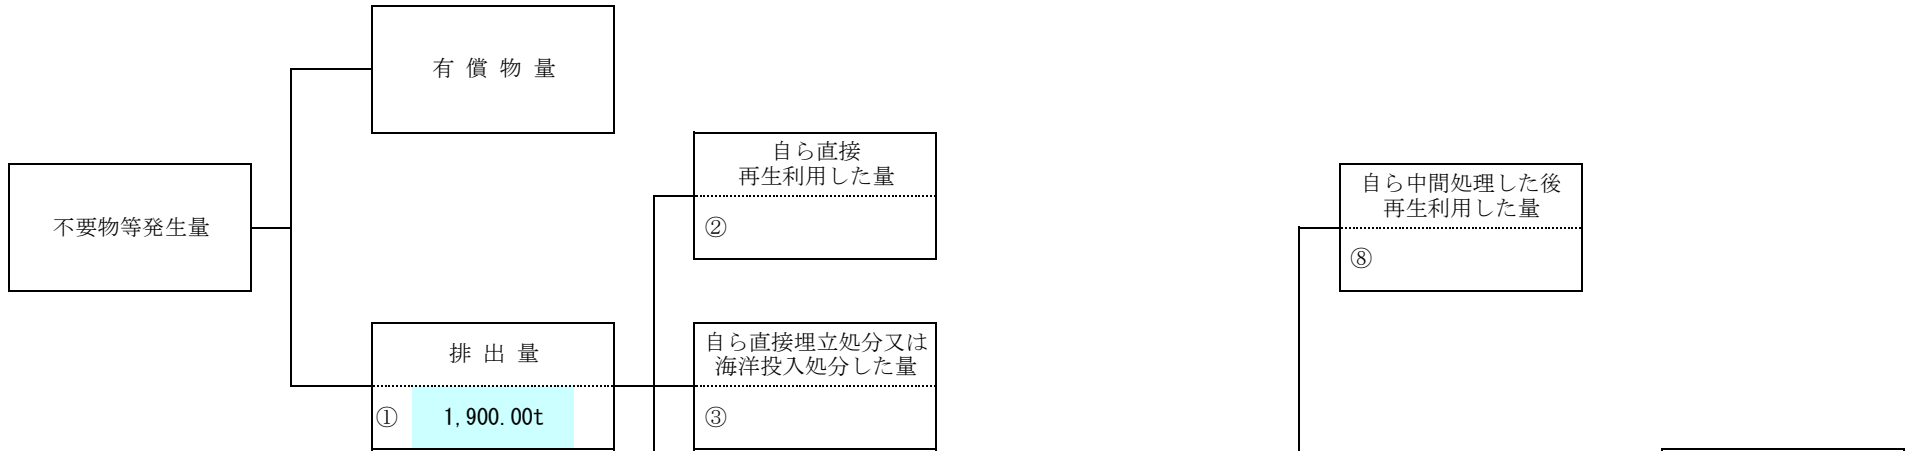 有 償 物 量
自ら直接
再生利用した量
②
自ら中間処理した後
再生利用した量
⑧
不要物等発生量
排 出 量
① 1,900.00t
自ら直接埋立処分又は
海洋投入処分した量
③